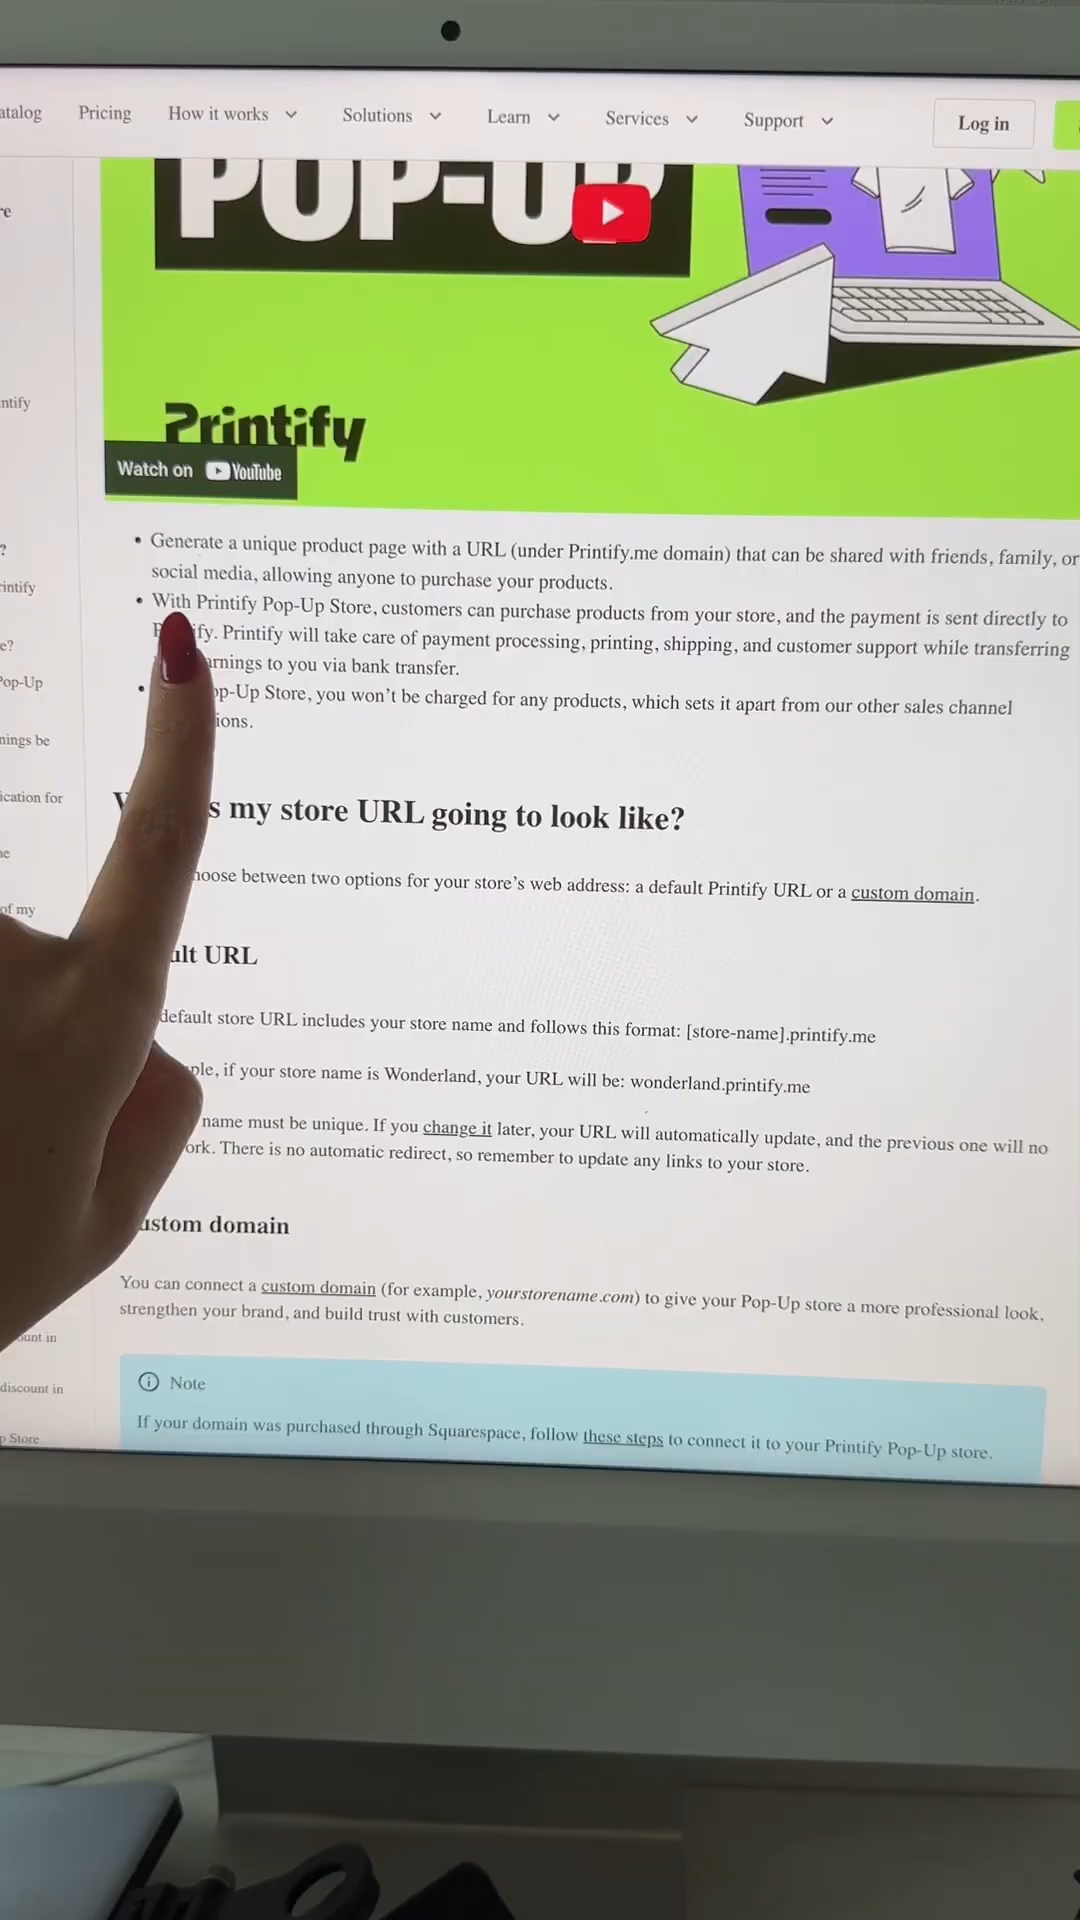 atalog Pricing How it works Solutions Learn Services Support Log in
POP-UP
Printify
Watch on YouTube
re
ntify
?
rintify
e?
Pop-Up
nings be
ication for
ne
of my
ount in
discount in
p Store
• Generate a unique product page with a URL (under Printify.me domain) that can be shared with friends, family, or
social media, allowing anyone to purchase your products.
• With Printify Pop-Up Store, customers can purchase products from your store, and the payment is sent directly to
P ify. Printify will take care of payment processing, printing, shipping, and customer support while transferring
arnings to you via bank transfer.
• op-Up Store, you won't be charged for any products, which sets it apart from our other sales channel
ions.
s my store URL going to look like?
hoose between two options for your store's web address: a default Printify URL or a custom domain.
ult URL
default store URL includes your store name and follows this format: [store-name].printify.me
ple, if your store name is Wonderland, your URL will be: wonderland.printify.me
name must be unique. If you change it later, your URL will automatically update, and the previous one will no
ork. There is no automatic redirect, so remember to update any links to your store.
ustom domain
You can connect a custom domain (for example, yourstorename.com) to give your Pop-Up store a more professional look,
strengthen your brand, and build trust with customers.
Note
If your domain was purchased through Squarespace, follow these steps to connect it to your Printify Pop-Up store.